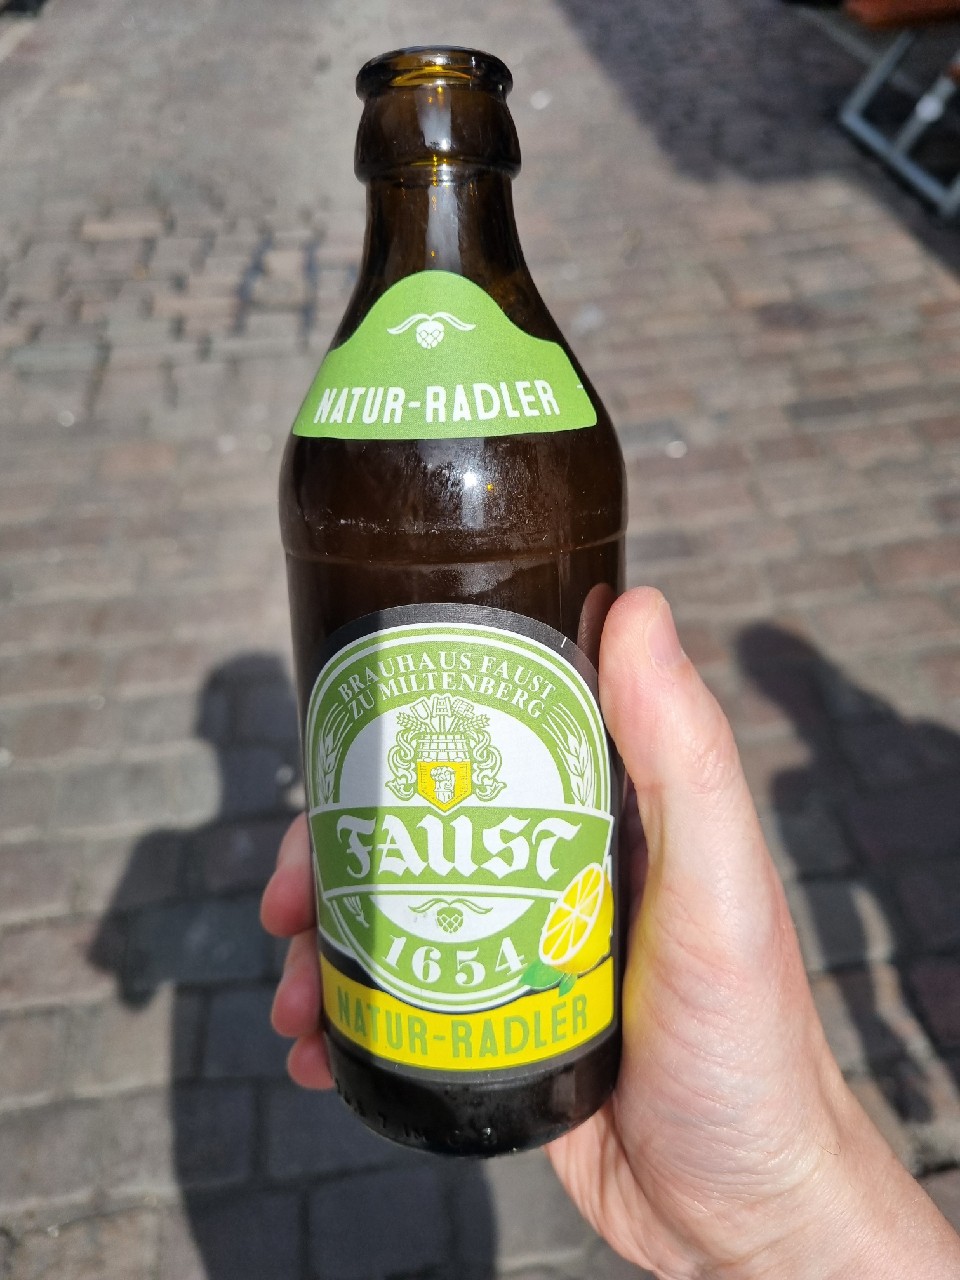 NATUR-RADLER
BRAUHAUS FAUST
ZU MILTENBERG
FAUST
1654
NATUR-RADLER